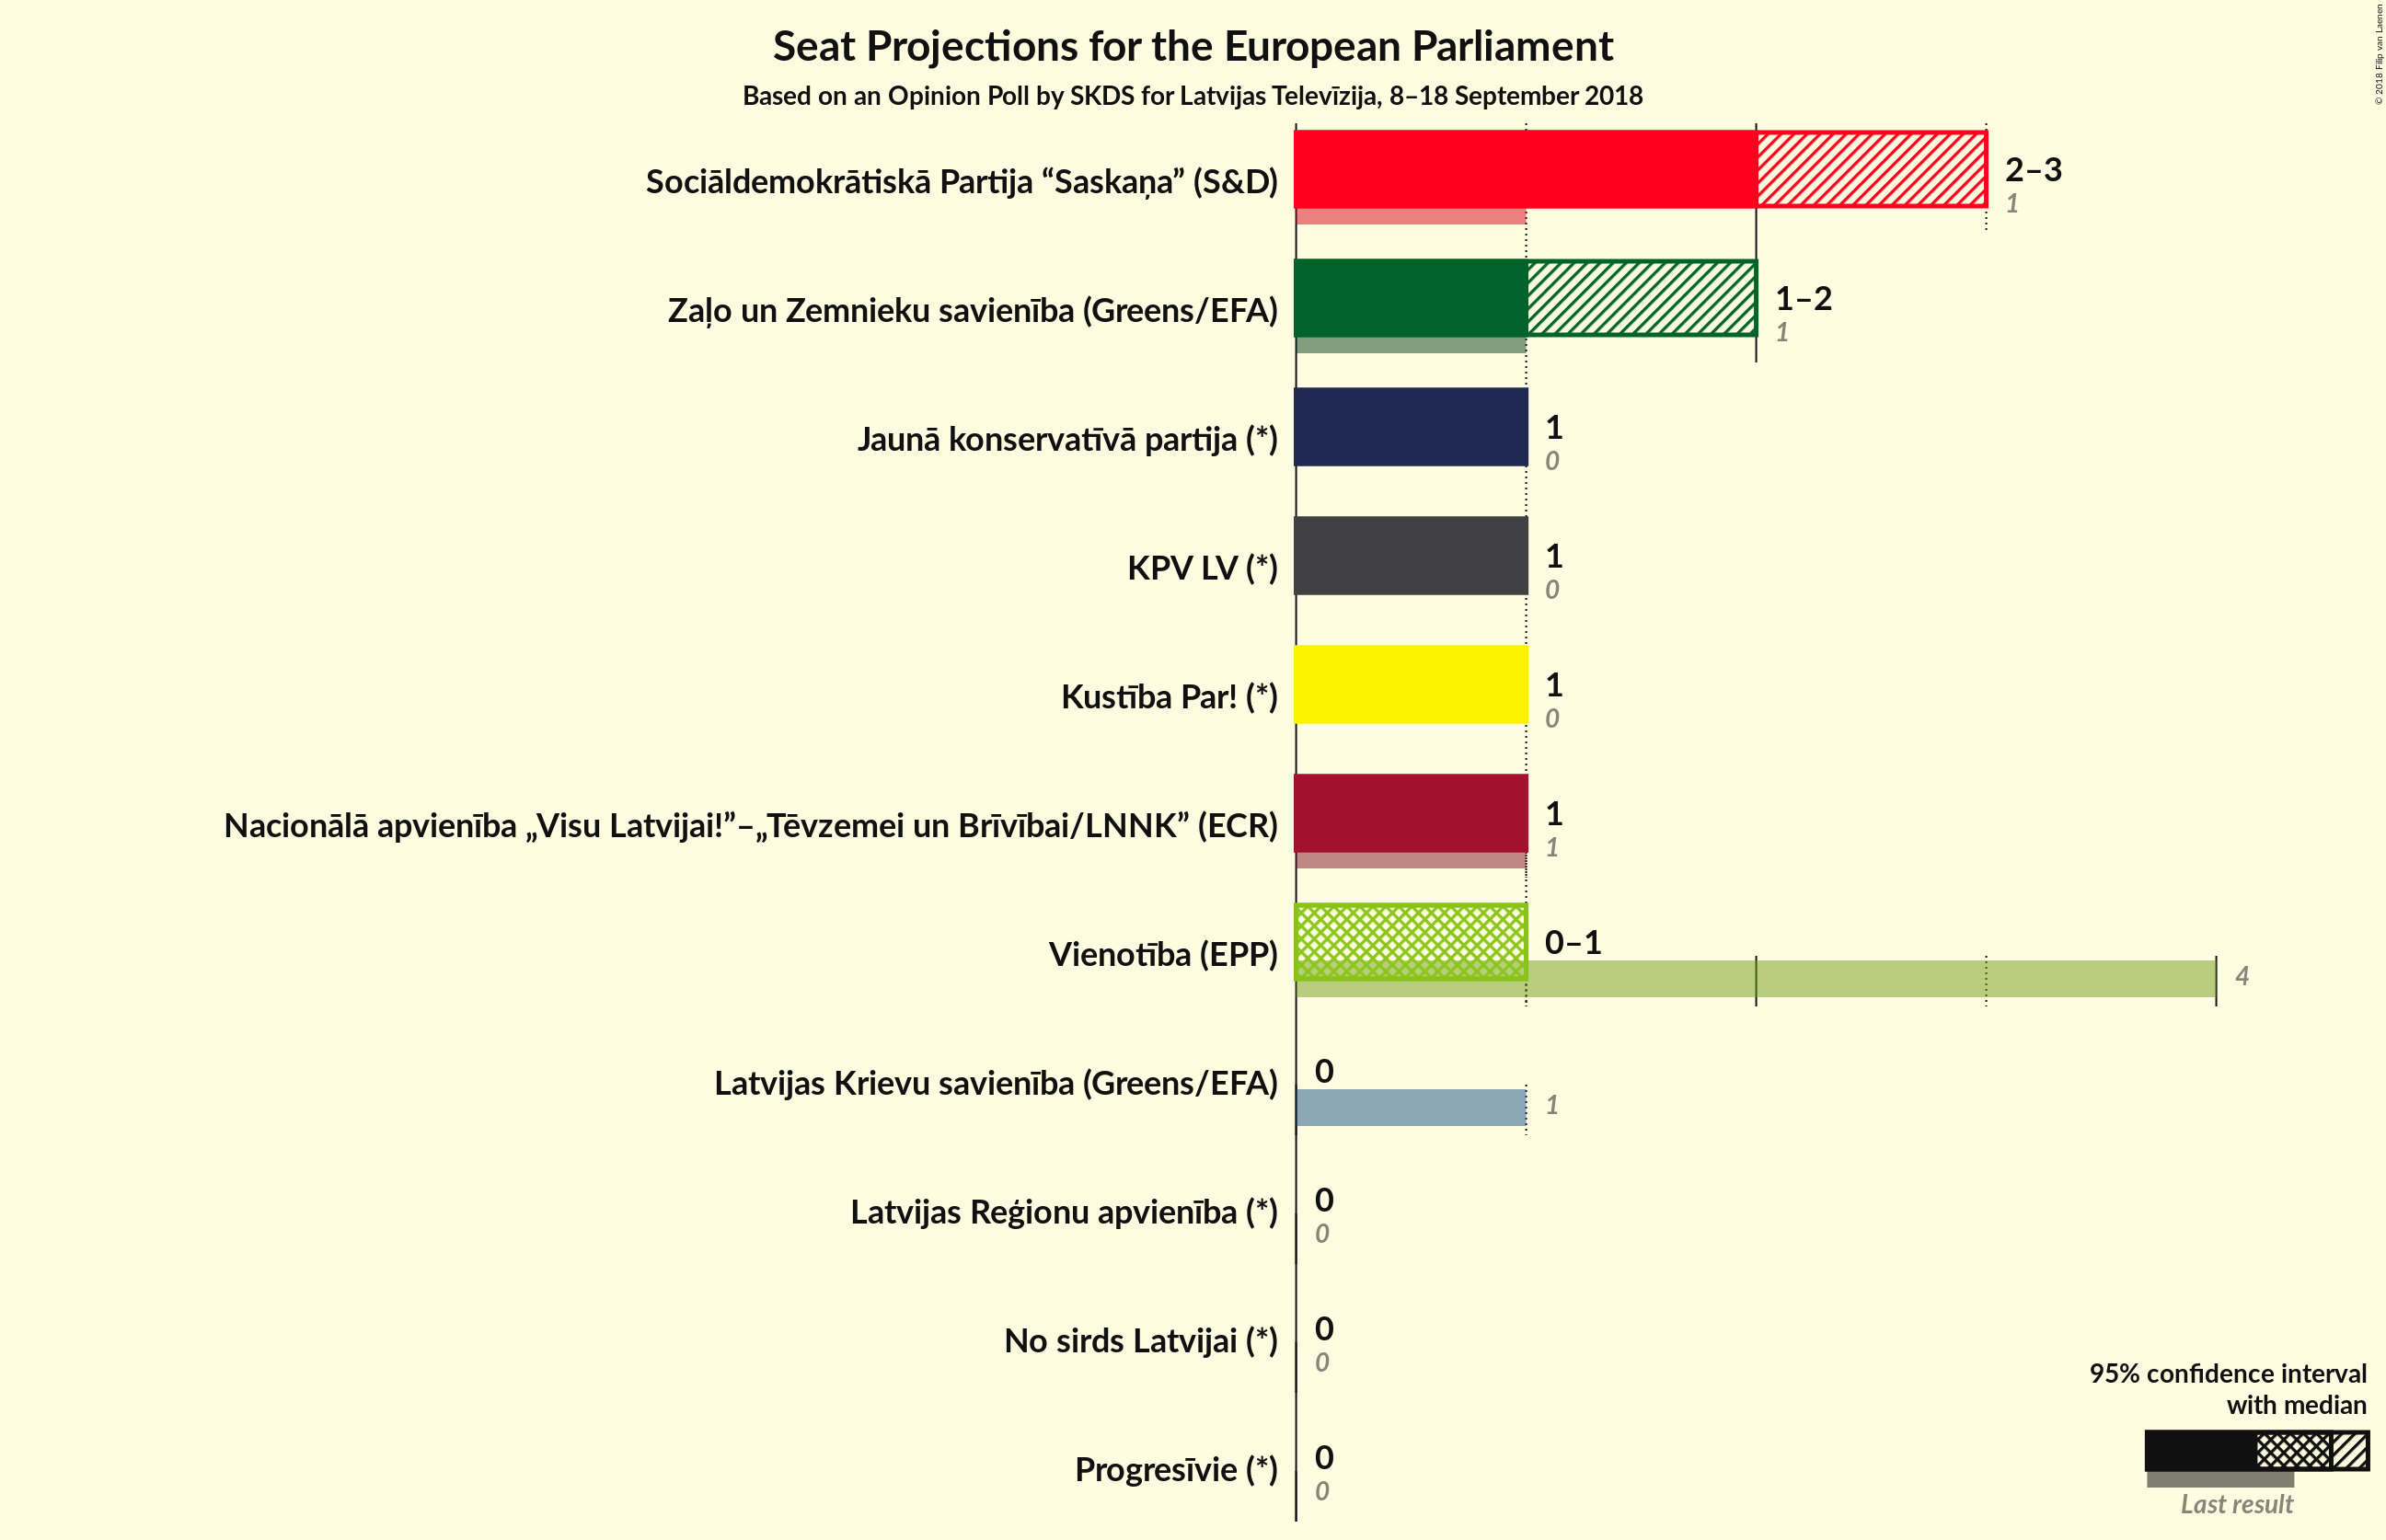 Seat Projections for the European Parliament
Based on an Opinion Poll by SKDS for Latvijas Televīzija, 8–18 September 2018
© 2018 Filip van Laenen
Sociāldemokrātiskā Partija “Saskaņa” (S&D)
2–3
1
Zaļo un Zemnieku savienība (Greens/EFA)
1–2
1
Jaunā konservatīvā partija (*)
1
0
KPV LV (*)
1
0
Kustība Par! (*)
1
0
Nacionālā apvienība „Visu Latvijai!”–„Tēvzemei un Brīvībai/LNNK” (ECR)
1
1
Vienotība (EPP)
0–1
4
Latvijas Krievu savienība (Greens/EFA)
0
1
Latvijas Reģionu apvienība (*)
0
0
No sirds Latvijai (*)
0
0
Progresīvie (*)
0
0
95% confidence interval
with median
Last result